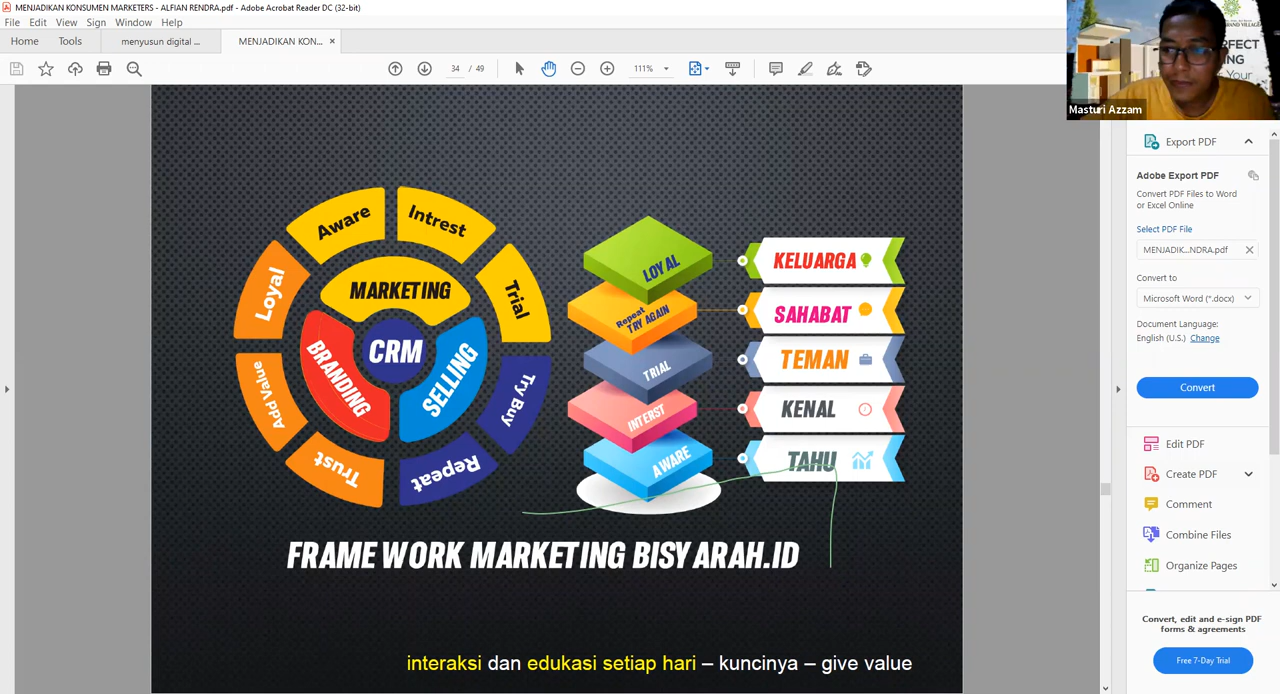 MENJADIKAN KONSUMEN MARKETERS - ALFIAN RENDRA.pdf - Adobe Acrobat Reader DC (32-bit)
File Edit View Sign Window Help
Home Tools menyusun digital ... MENJADIKAN KON... ×
34 / 49 111%
Masturi Azzam
Aware
Intrest
Trial
Try Buy
Repeat
Trust
Add Value
Loyal
MARKETING
BRANDING
CRM
SELLING
LOYAL
KELUARGA
Repeat
TRY AGAIN
SAHABAT
TRIAL
TEMAN
INTERST
KENAL
AWARE
TAHU
FRAME WORK MARKETING BISYARAH.ID
interaksi dan edukasi setiap hari – kuncinya – give value
Export PDF
Adobe Export PDF
Convert PDF Files to Word
or Excel Online
Select PDF File
MENJADIK...NDRA.pdf
Convert to
Microsoft Word (*.docx)
Document Language:
English (U.S.) Change
Convert
Edit PDF
Create PDF
Comment
Combine Files
Organize Pages
Convert, edit and e-sign PDF
forms & agreements
Free 7-Day Trial